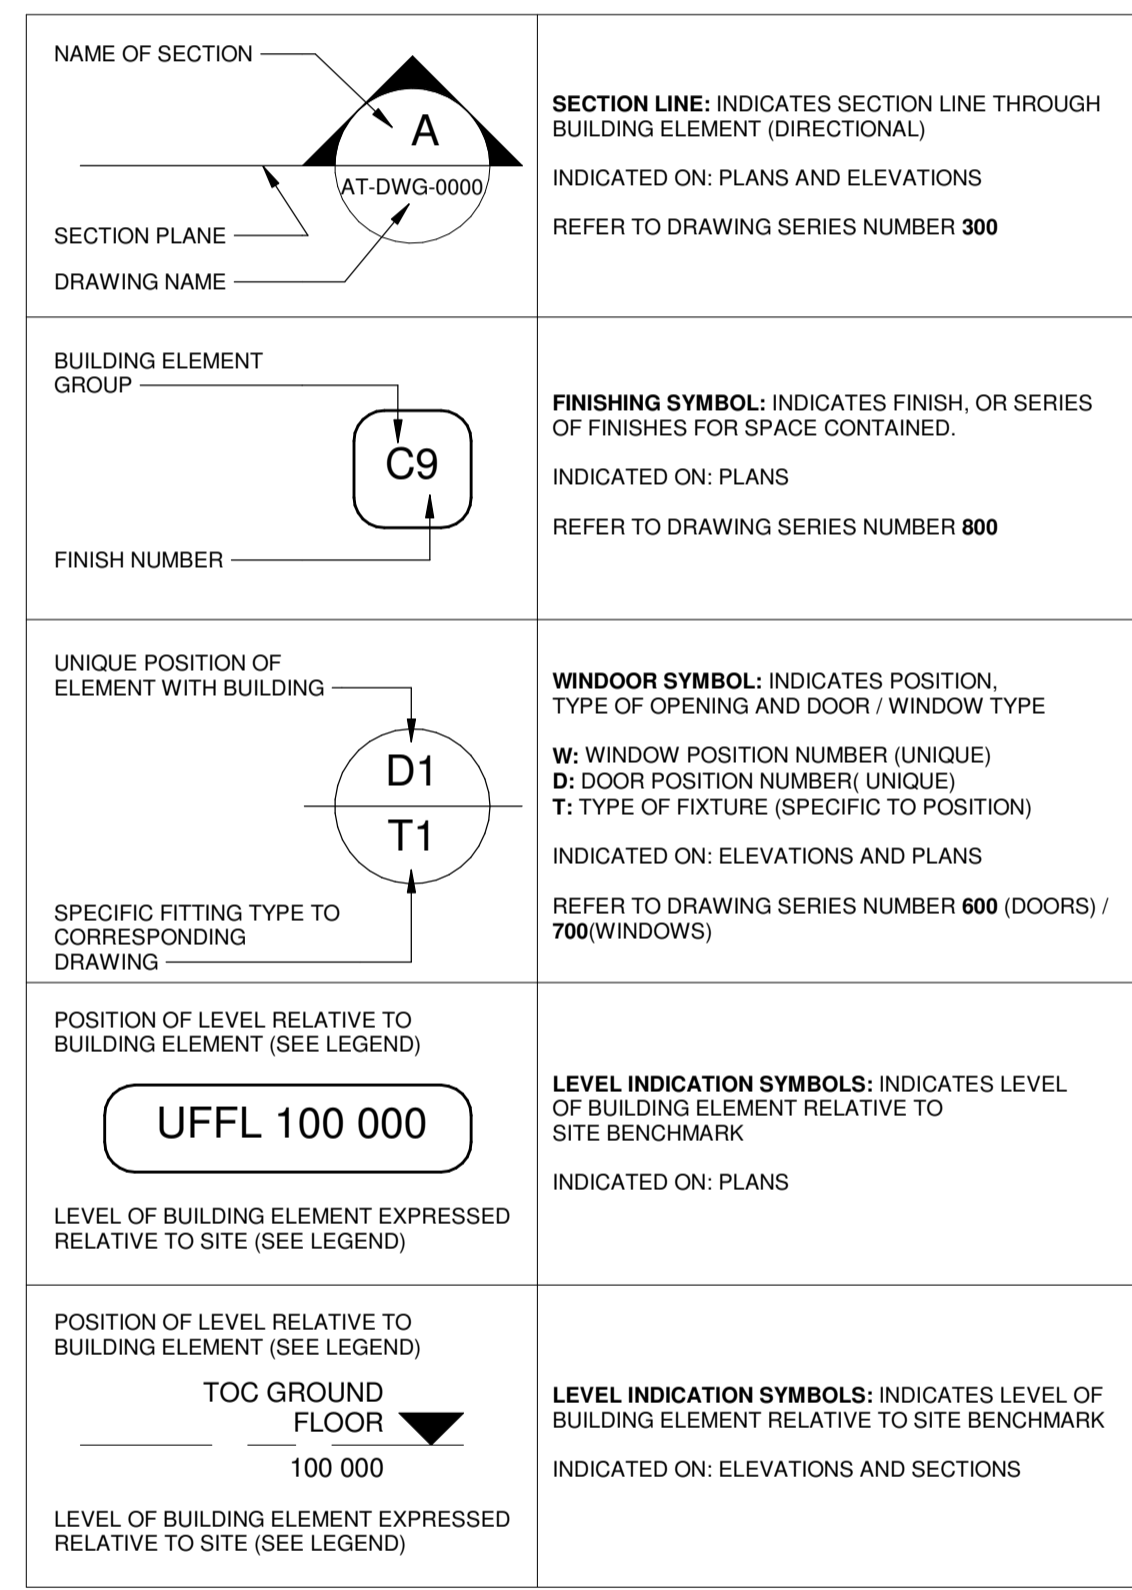 NAME OF SECTION
A
AT-DWG-0000
SECTION PLANE
DRAWING NAME
SECTION LINE: INDICATES SECTION LINE THROUGH
BUILDING ELEMENT (DIRECTIONAL)
INDICATED ON: PLANS AND ELEVATIONS
REFER TO DRAWING SERIES NUMBER 300
BUILDING ELEMENT
GROUP
C9
FINISH NUMBER
FINISHING SYMBOL: INDICATES FINISH, OR SERIES
OF FINISHES FOR SPACE CONTAINED.
INDICATED ON: PLANS
REFER TO DRAWING SERIES NUMBER 800
UNIQUE POSITION OF
ELEMENT WITH BUILDING
D1
T1
SPECIFIC FITTING TYPE TO
CORRESPONDING
DRAWING
WINDOOR SYMBOL: INDICATES POSITION,
TYPE OF OPENING AND DOOR / WINDOW TYPE
W: WINDOW POSITION NUMBER (UNIQUE)
D: DOOR POSITION NUMBER( UNIQUE)
T: TYPE OF FIXTURE (SPECIFIC TO POSITION)
INDICATED ON: ELEVATIONS AND PLANS
REFER TO DRAWING SERIES NUMBER 600 (DOORS) /
700(WINDOWS)
POSITION OF LEVEL RELATIVE TO
BUILDING ELEMENT (SEE LEGEND)
UFFL 100 000
LEVEL OF BUILDING ELEMENT EXPRESSED
RELATIVE TO SITE (SEE LEGEND)
LEVEL INDICATION SYMBOLS: INDICATES LEVEL
OF BUILDING ELEMENT RELATIVE TO
SITE BENCHMARK
INDICATED ON: PLANS
POSITION OF LEVEL RELATIVE TO
BUILDING ELEMENT (SEE LEGEND)
TOC GROUND
FLOOR
100 000
LEVEL OF BUILDING ELEMENT EXPRESSED
RELATIVE TO SITE (SEE LEGEND)
LEVEL INDICATION SYMBOLS: INDICATES LEVEL OF
BUILDING ELEMENT RELATIVE TO SITE BENCHMARK
INDICATED ON: ELEVATIONS AND SECTIONS